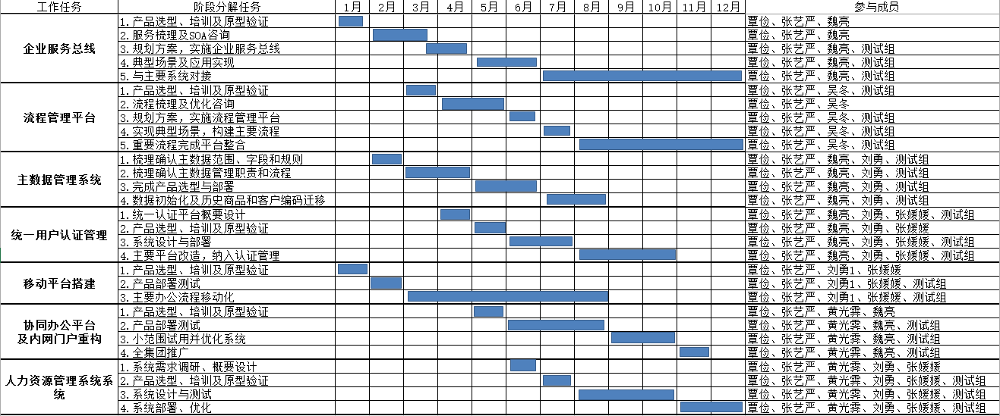 工作任务 阶段分解任务 1月 2月 3月 4月 5月 6月 7月 8月 9月 10月 11月 12月 参与成员
企业服务总线
1.产品选型、培训及原型验证 覃俭、张艺严、魏亮
2.服务梳理及SOA咨询 覃俭、张艺严、魏亮
3.规划方案，实施企业服务总线 覃俭、张艺严、魏亮、测试组
4.典型场景及应用实现 覃俭、张艺严、魏亮、测试组
5.与主要系统对接 覃俭、张艺严、魏亮、测试组
流程管理平台
1.产品选型、培训及原型验证 覃俭、张艺严、吴冬、测试组
2.流程梳理及优化咨询 覃俭、张艺严、吴冬
3.规划方案，实施流程管理平台 覃俭、张艺严、吴冬、测试组
4.实现典型场景，构建主要流程 覃俭、张艺严、吴冬、测试组
5.重要流程完成平台整合 覃俭、张艺严、吴冬、测试组
主数据管理系统
1.梳理确认主数据范围、字段和规则 覃俭、张艺严、魏亮、刘勇、测试组
2.梳理确认主数据管理职责和流程 覃俭、张艺严、魏亮、刘勇、测试组
3.完成产品选型与部署 覃俭、张艺严、魏亮、刘勇、测试组
4.数据初始化及历史商品和客户编码迁移 覃俭、张艺严、魏亮、刘勇、测试组
统一用户认证管理
1.统一认证平台概要设计 覃俭、张艺严、魏亮、刘勇、张媛媛、测试组
2.产品选型、培训及原型验证 覃俭、张艺严、魏亮、刘勇、张媛媛
3.系统设计与部署 覃俭、张艺严、魏亮、刘勇、张媛媛、测试组
4.主要平台改造，纳入认证管理 覃俭、张艺严、魏亮、刘勇、张媛媛、测试组
移动平台搭建
1.产品选型、培训及原型验证 覃俭、张艺严、刘勇1、张媛媛
2.产品部署测试 覃俭、张艺严、刘勇1、张媛媛、测试组
3.主要办公流程移动化 覃俭、张艺严、刘勇1、张媛媛、测试组
协同办公平台
及内网门户重构
1.产品选型、培训及原型验证 覃俭、张艺严、黄光霁、魏亮
2.产品部署测试 覃俭、张艺严、黄光霁、魏亮、测试组
3.小范围试用并优化系统 覃俭、张艺严、黄光霁、魏亮、测试组
4.全集团推广 覃俭、张艺严、黄光霁、魏亮、测试组
人力资源管理系统系
统
1.系统需求调研、概要设计 覃俭、张艺严、黄光霁、刘勇、张媛媛
2.产品选型、培训及原型验证 覃俭、张艺严、黄光霁、刘勇、张媛媛、测试组
3.系统设计与测试 覃俭、张艺严、黄光霁、刘勇、张媛媛、测试组
4.系统部署、优化 覃俭、张艺严、黄光霁、刘勇、张媛媛、测试组